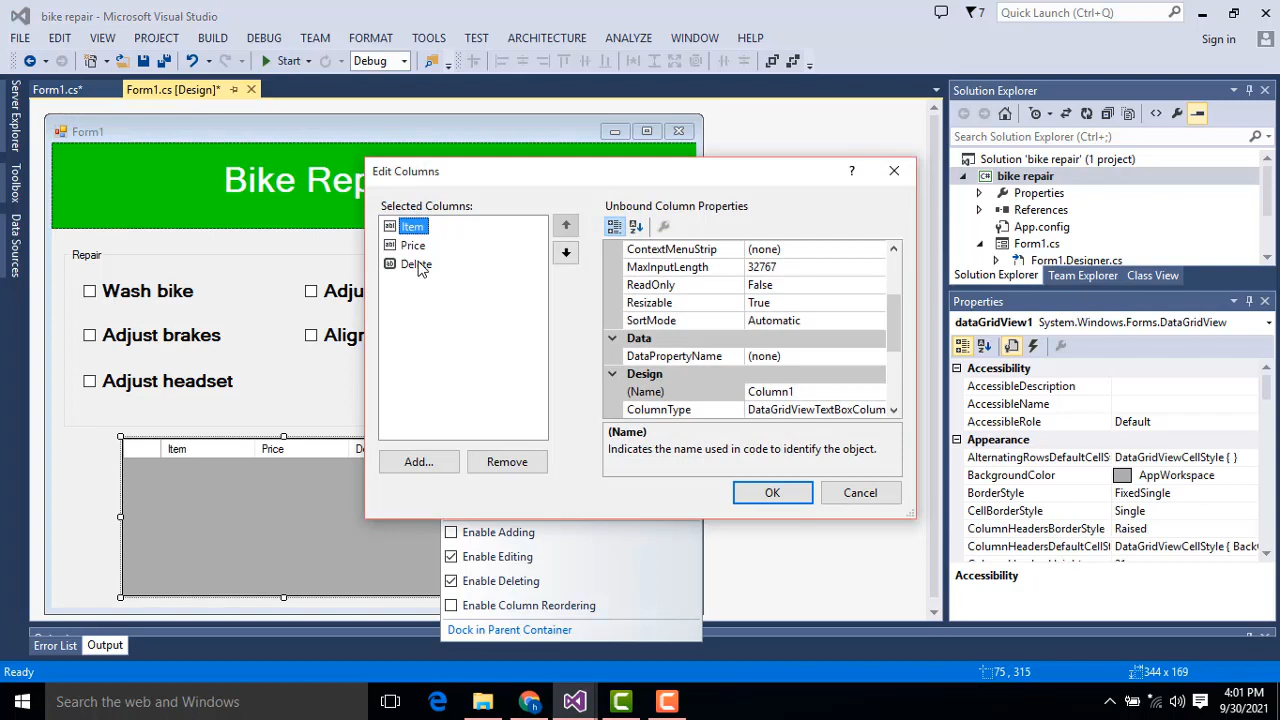 bike repair - Microsoft Visual Studio
7
Quick Launch (Ctrl+Q)
FILE EDIT VIEW PROJECT BUILD DEBUG TEAM FORMAT TOOLS TEST ARCHITECTURE ANALYZE WINDOW HELP
Sign in
Start Debug
Form1.cs*
Form1.cs [Design]*
Server Explorer
Toolbox
Data Sources
Form1
Bike Rep
Repair
Wash bike
Adju
Adjust brakes
Align
Adjust headset
Item
Price
Edit Columns
?
Selected Columns:
Item
Price
Delete
Add...
Remove
Unbound Column Properties
ContextMenuStrip (none)
MaxInputLength 32767
ReadOnly False
Resizable True
SortMode Automatic
Data
DataPropertyName (none)
Design
(Name) Column1
ColumnType DataGridViewTextBoxColum
(Name)
Indicates the name used in code to identify the object.
OK
Cancel
Enable Adding
Enable Editing
Enable Deleting
Enable Column Reordering
Dock in Parent Container
Solution Explorer
Search Solution Explorer (Ctrl+;)
Solution 'bike repair' (1 project)
C# bike repair
Properties
References
App.config
Form1.cs
Form1.Designer.cs
Solution Explorer Team Explorer Class View
Properties
dataGridView1 System.Windows.Forms.DataGridView
Accessibility
AccessibleDescription
AccessibleName
AccessibleRole Default
Appearance
AlternatingRowsDefaultCellS DataGridViewCellStyle { }
BackgroundColor AppWorkspace
BorderStyle FixedSingle
CellBorderStyle Single
ColumnHeadersBorderStyle Raised
ColumnHeadersDefaultCellS DataGridViewCellStyle { Back
Accessibility
Error List Output
Ready
75 , 315
344 x 169
Search the web and Windows
4:01 PM
9/30/2021